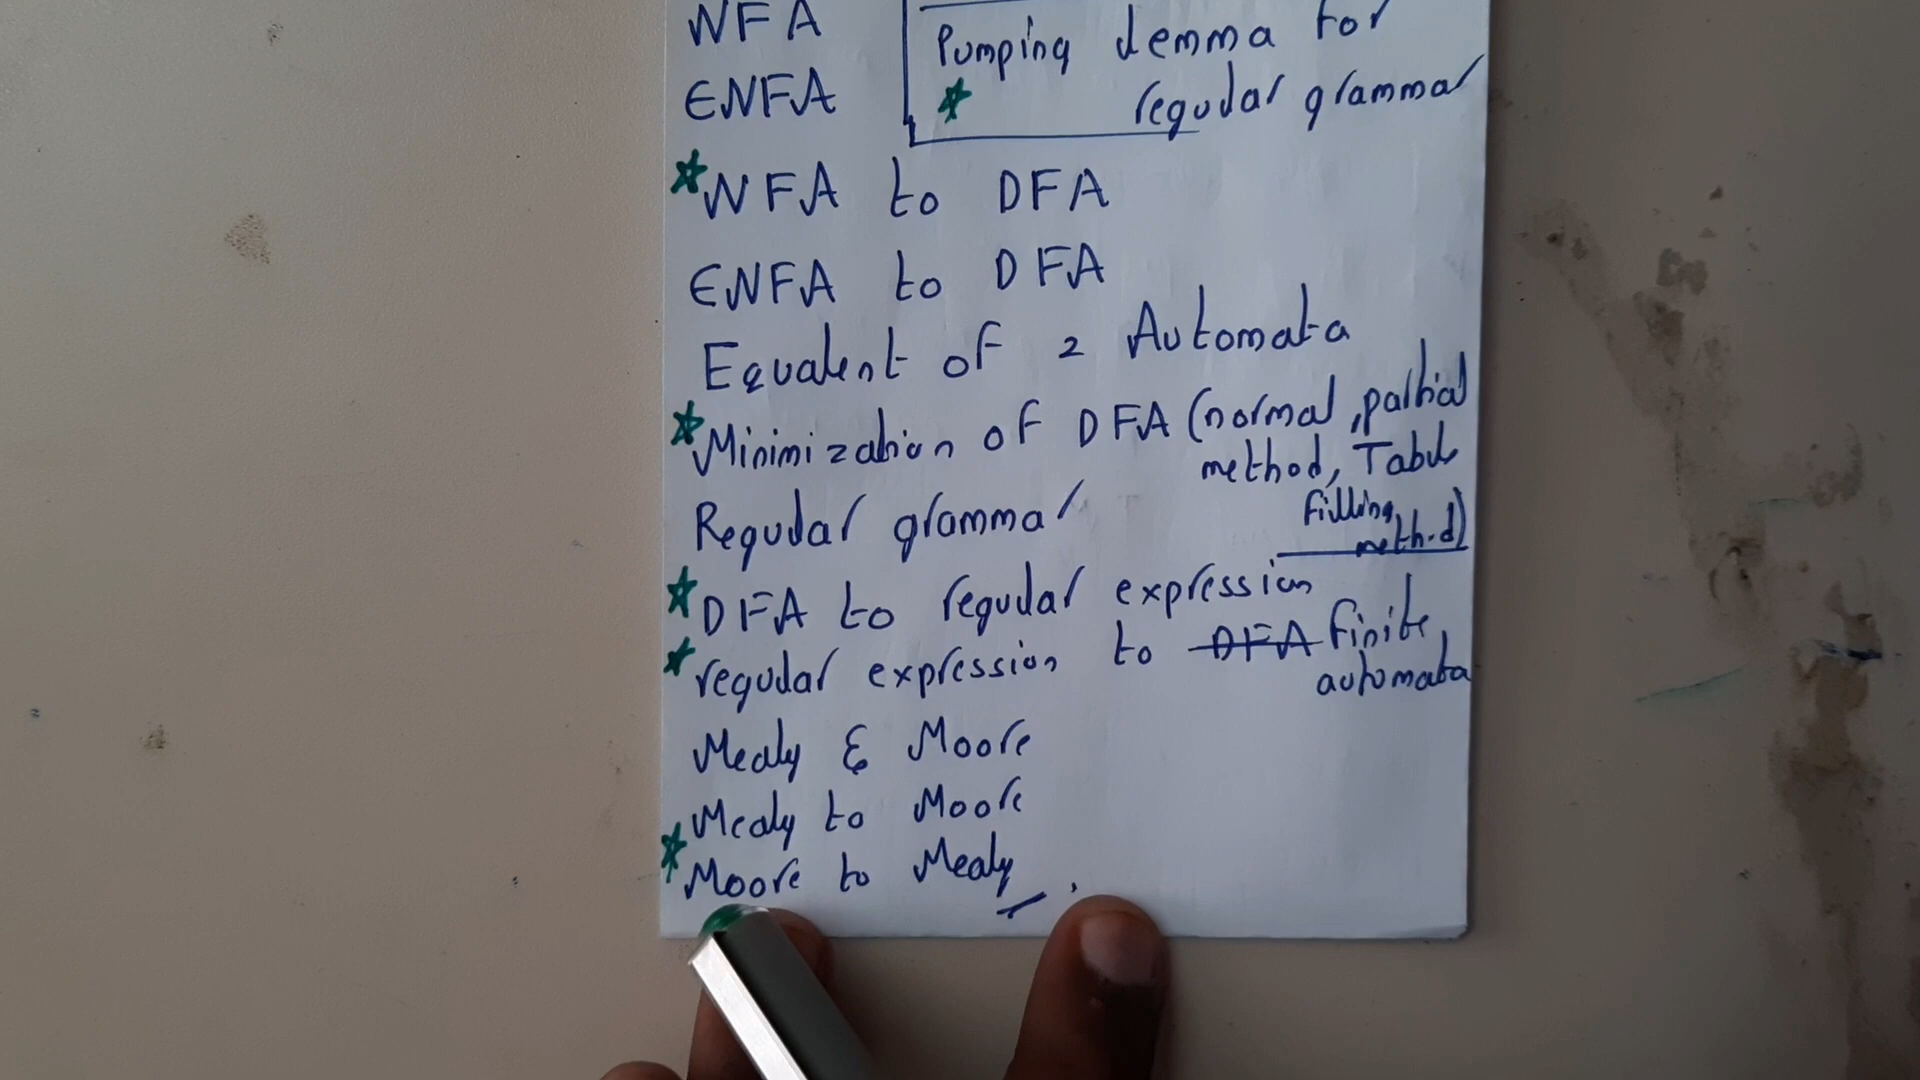 NFA
ENFA
Pumping Lemma for
regular grammar
NFA to DFA
ENFA to DFA
Equalent of 2 Automata
Minimization of DFA (normal, partial
method, Table
filling
method)
Regular grammar
DFA to regular expression
regular expression to DFA finite
automata
Mealy & Moore
Mealy to Moore
Moore to Mealy